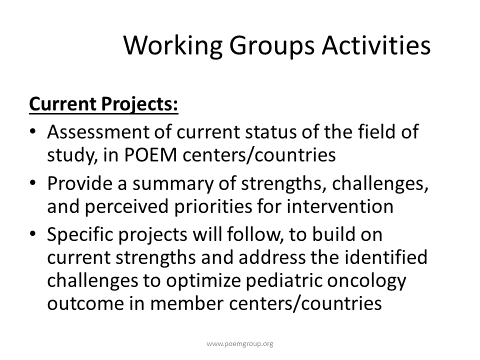 Working Groups Activities
Current Projects:
• Assessment of current status of the field of
study, in POEM centers/countries
• Provide a summary of strengths, challenges,
and perceived priorities for intervention
• Specific projects will follow, to build on
current strengths and address the identified
challenges to optimize pediatric oncology
outcome in member centers/countries
www.poemgroup.org